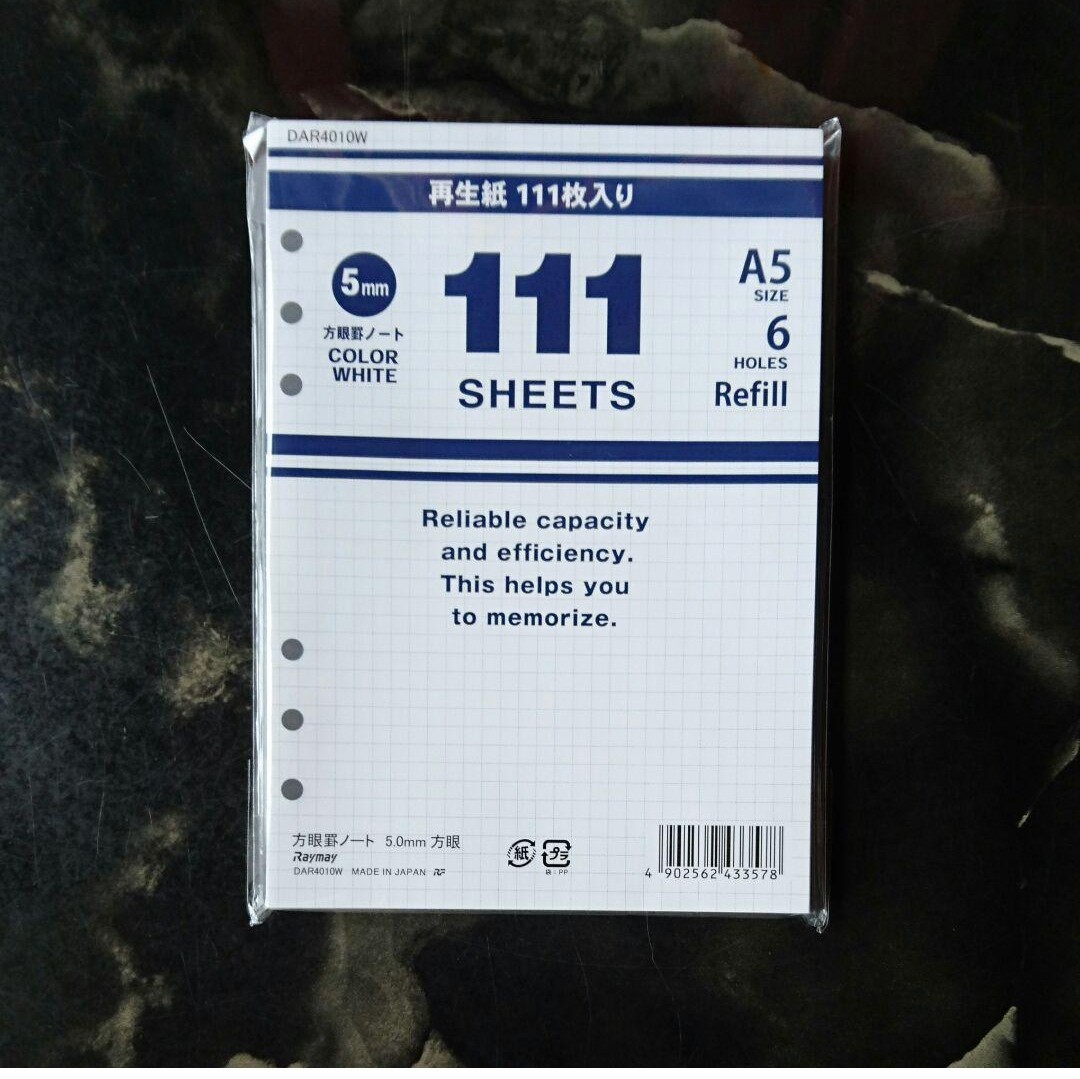 DAR4010W
再生紙 111枚入り
5mm
方眼罫ノート
COLOR
WHITE
111
SHEETS
A5
SIZE
6
HOLES
Refill
Reliable capacity
and efficiency.
This helps you
to memorize.
方眼罫ノート 5.0mm 方眼
Raymay
DAR4010W MADE IN JAPAN
紙
プラ
袋：PP
4 902562 433578